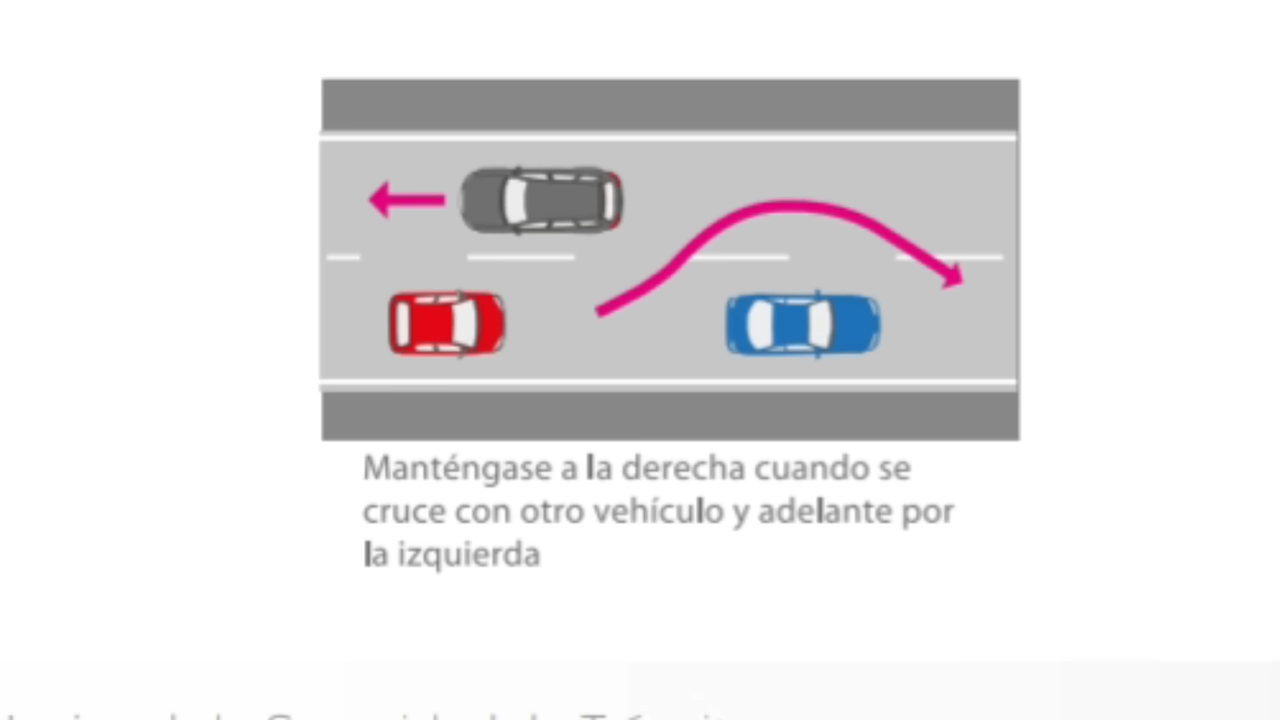 Manténgase a la derecha cuando se
cruce con otro vehículo y adelante por
la izquierda